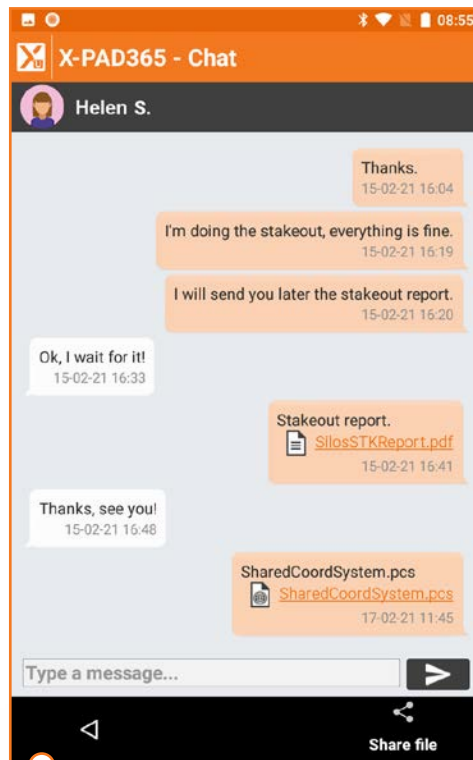 08:55
X-PAD365 - Chat
Helen S.
Thanks.
15-02-21 16:04
I'm doing the stakeout, everything is fine.
15-02-21 16:19
I will send you later the stakeout report.
15-02-21 16:20
Ok, I wait for it!
15-02-21 16:33
Stakeout report.
SilosSTKReport.pdf
15-02-21 16:41
Thanks, see you!
15-02-21 16:48
SharedCoordSystem.pcs
SharedCoordSystem.pcs
17-02-21 11:45
Type a message...
Share file